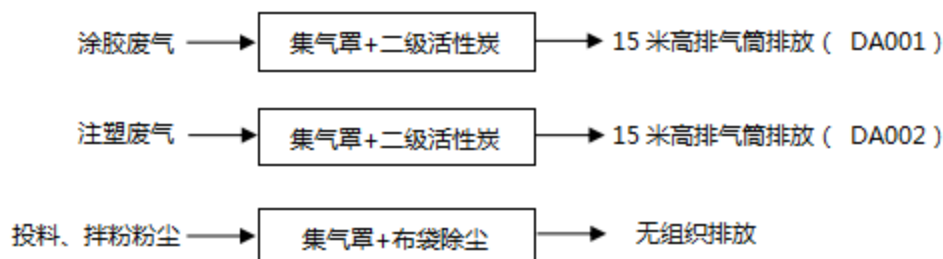 涂胶废气 集气罩+二级活性炭 15 米高排气筒排放（ DA001）
注塑废气 集气罩+二级活性炭 15 米高排气筒排放（ DA002）
投料、拌粉粉尘 集气罩+布袋除尘 无组织排放